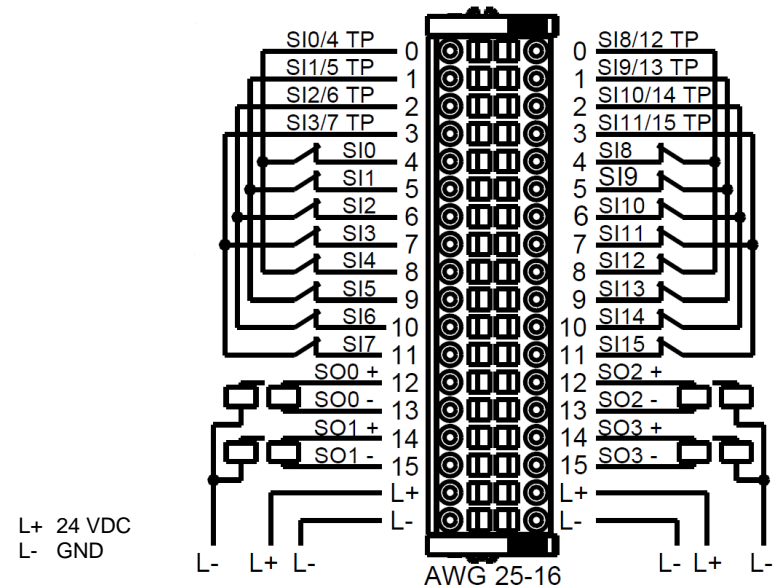 SI0/4 TP 0 0 SI8/12 TP
SI1/5 TP 1 1 SI9/13 TP
SI2/6 TP 2 2 SI10/14 TP
SI3/7 TP 3 3 SI11/15 TP
SI0 4 4 SI8
SI1 5 5 SI9
SI2 6 6 SI10
SI3 7 7 SI11
SI4 8 8 SI12
SI5 9 9 SI13
SI6 10 10 SI14
SI7 11 11 SI15
SO0 + 12 12 SO2 +
SO0 - 13 13 SO2 -
SO1 + 14 14 SO3 +
SO1 - 15 15 SO3 -
L+ L+
L- L-
L+ 24 VDC
L- GND
L- L+ L- L- L+ L-
AWG 25-16